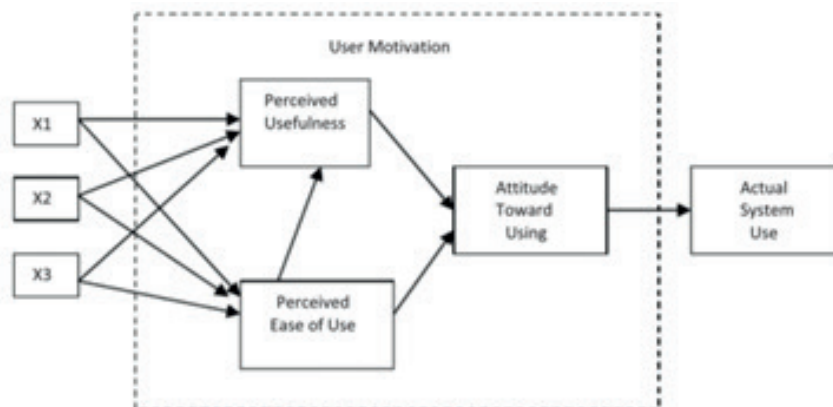 User Motivation
X1
X2
X3
Perceived
Usefulness
Perceived
Ease of Use
Attitude
Toward
Using
Actual
System
Use